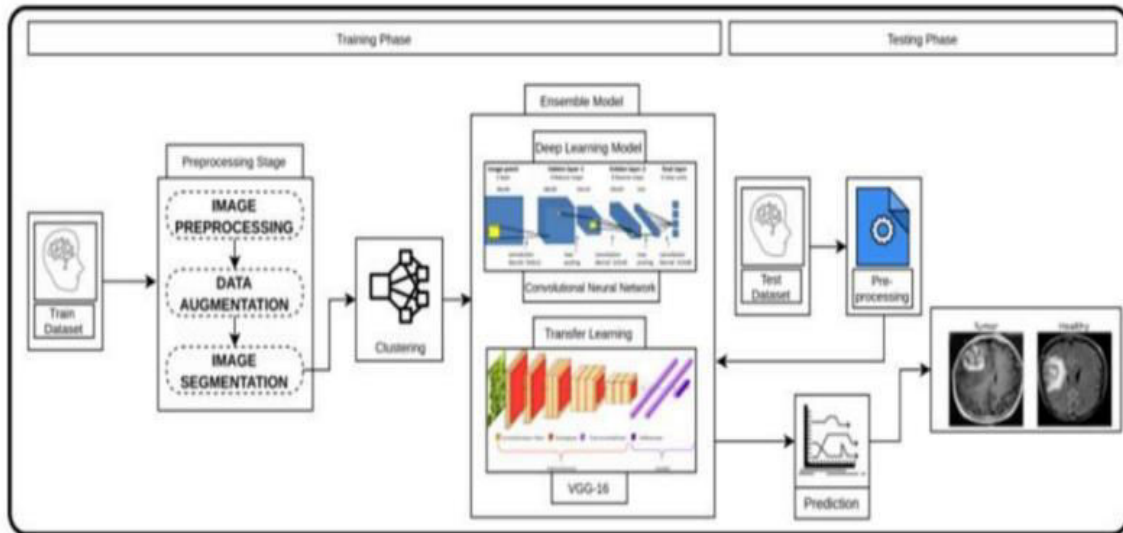 Training Phase
Testing Phase
Ensemble Model
Deep Learning Model
Preprocessing Stage
IMAGE
PREPROCESSING
DATA
AUGMENTATION
IMAGE
SEGMENTATION
Train
Dataset
Clustering
Convolutional Neural Network
Transfer Learning
VGG-16
Test
Dataset
Pre-
processing
Tumor
Healthy
Prediction